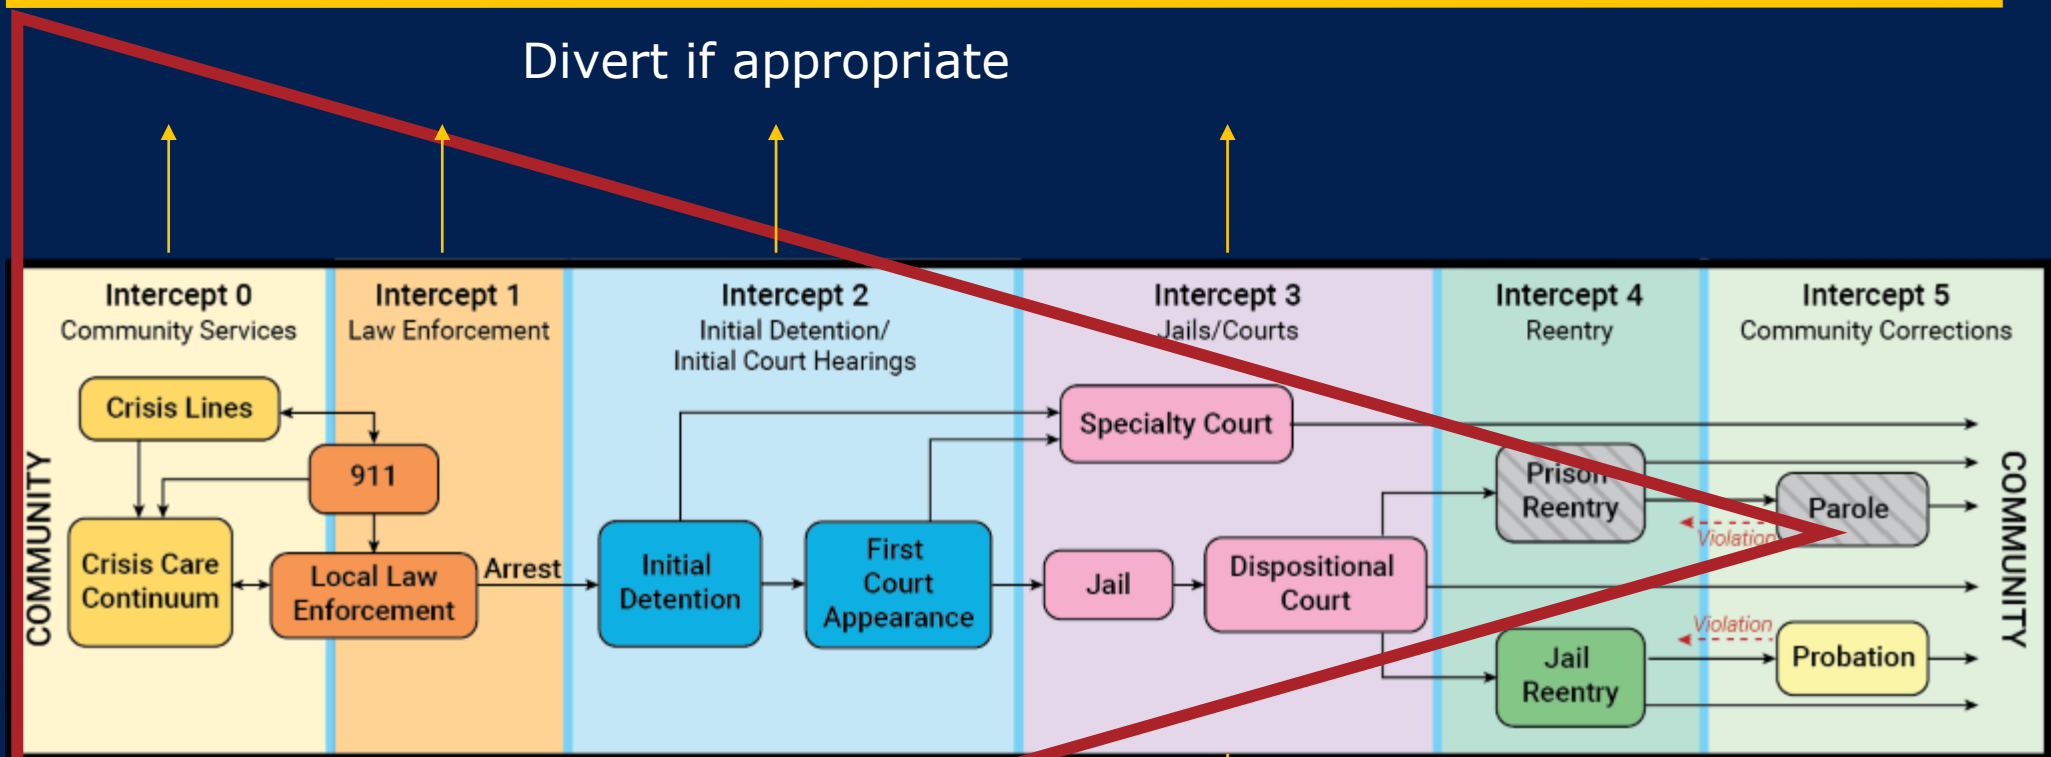 Divert if appropriate
Intercept 0
Community Services
Intercept 1
Law Enforcement
Intercept 2
Initial Detention/
Initial Court Hearings
Intercept 3
Jails/Courts
Intercept 4
Reentry
Intercept 5
Community Corrections
COMMUNITY
Crisis Lines
911
Crisis Care
Continuum
Local Law
Enforcement
Arrest
Initial
Detention
First
Court
Appearance
Specialty Court
Jail
Dispositional
Court
Prison
Reentry
Parole
Violation
Jail
Reentry
Violation
Probation
COMMUNITY